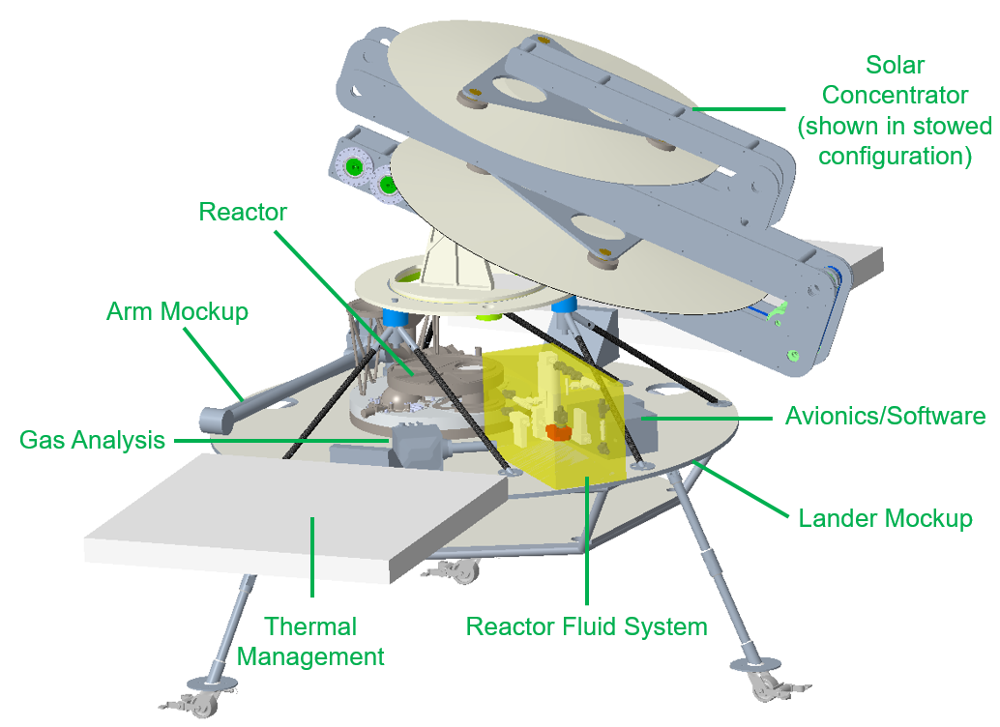 Solar
Concentrator
(shown in stowed
configuration)
Reactor
Arm Mockup
Gas Analysis
Avionics/Software
Lander Mockup
Thermal
Management
Reactor Fluid System